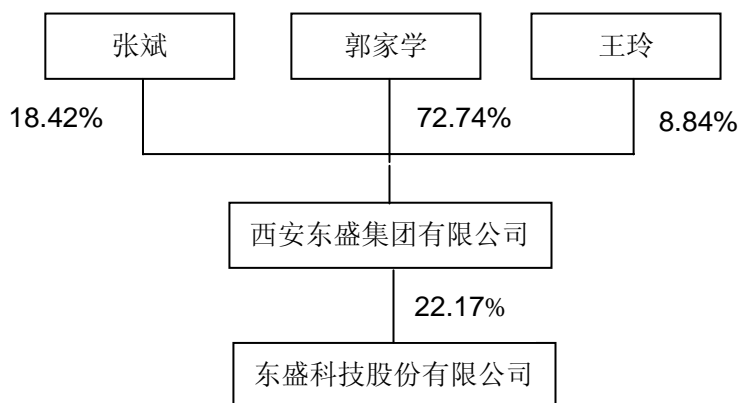 张斌 郭家学 王玲
18.42% 72.74% 8.84%
西安东盛集团有限公司
22.17%
东盛科技股份有限公司